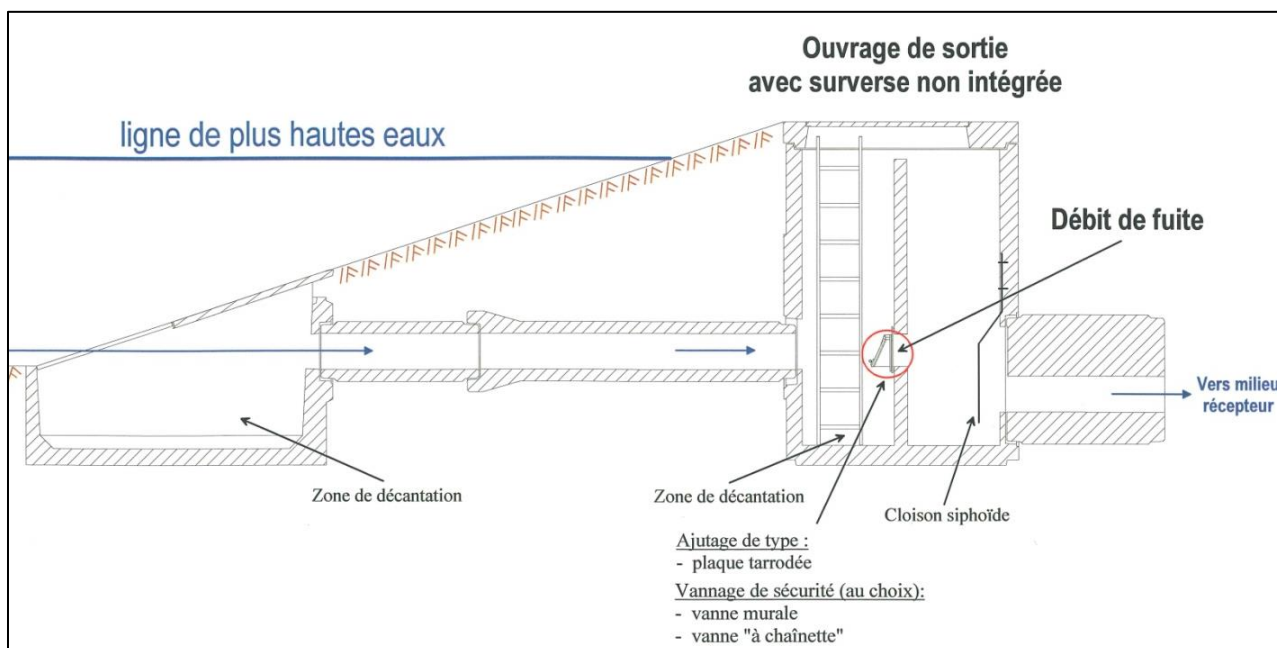 Ouvrage de sortie
avec surverse non intégrée
ligne de plus hautes eaux
Débit de fuite
Vers milieu
récepteur
Zone de décantation
Zone de décantation
Cloison siphoïde
Ajutage de type :
- plaque tarrodée
Vannage de sécurité (au choix):
- vanne murale
- vanne "à chaînette"